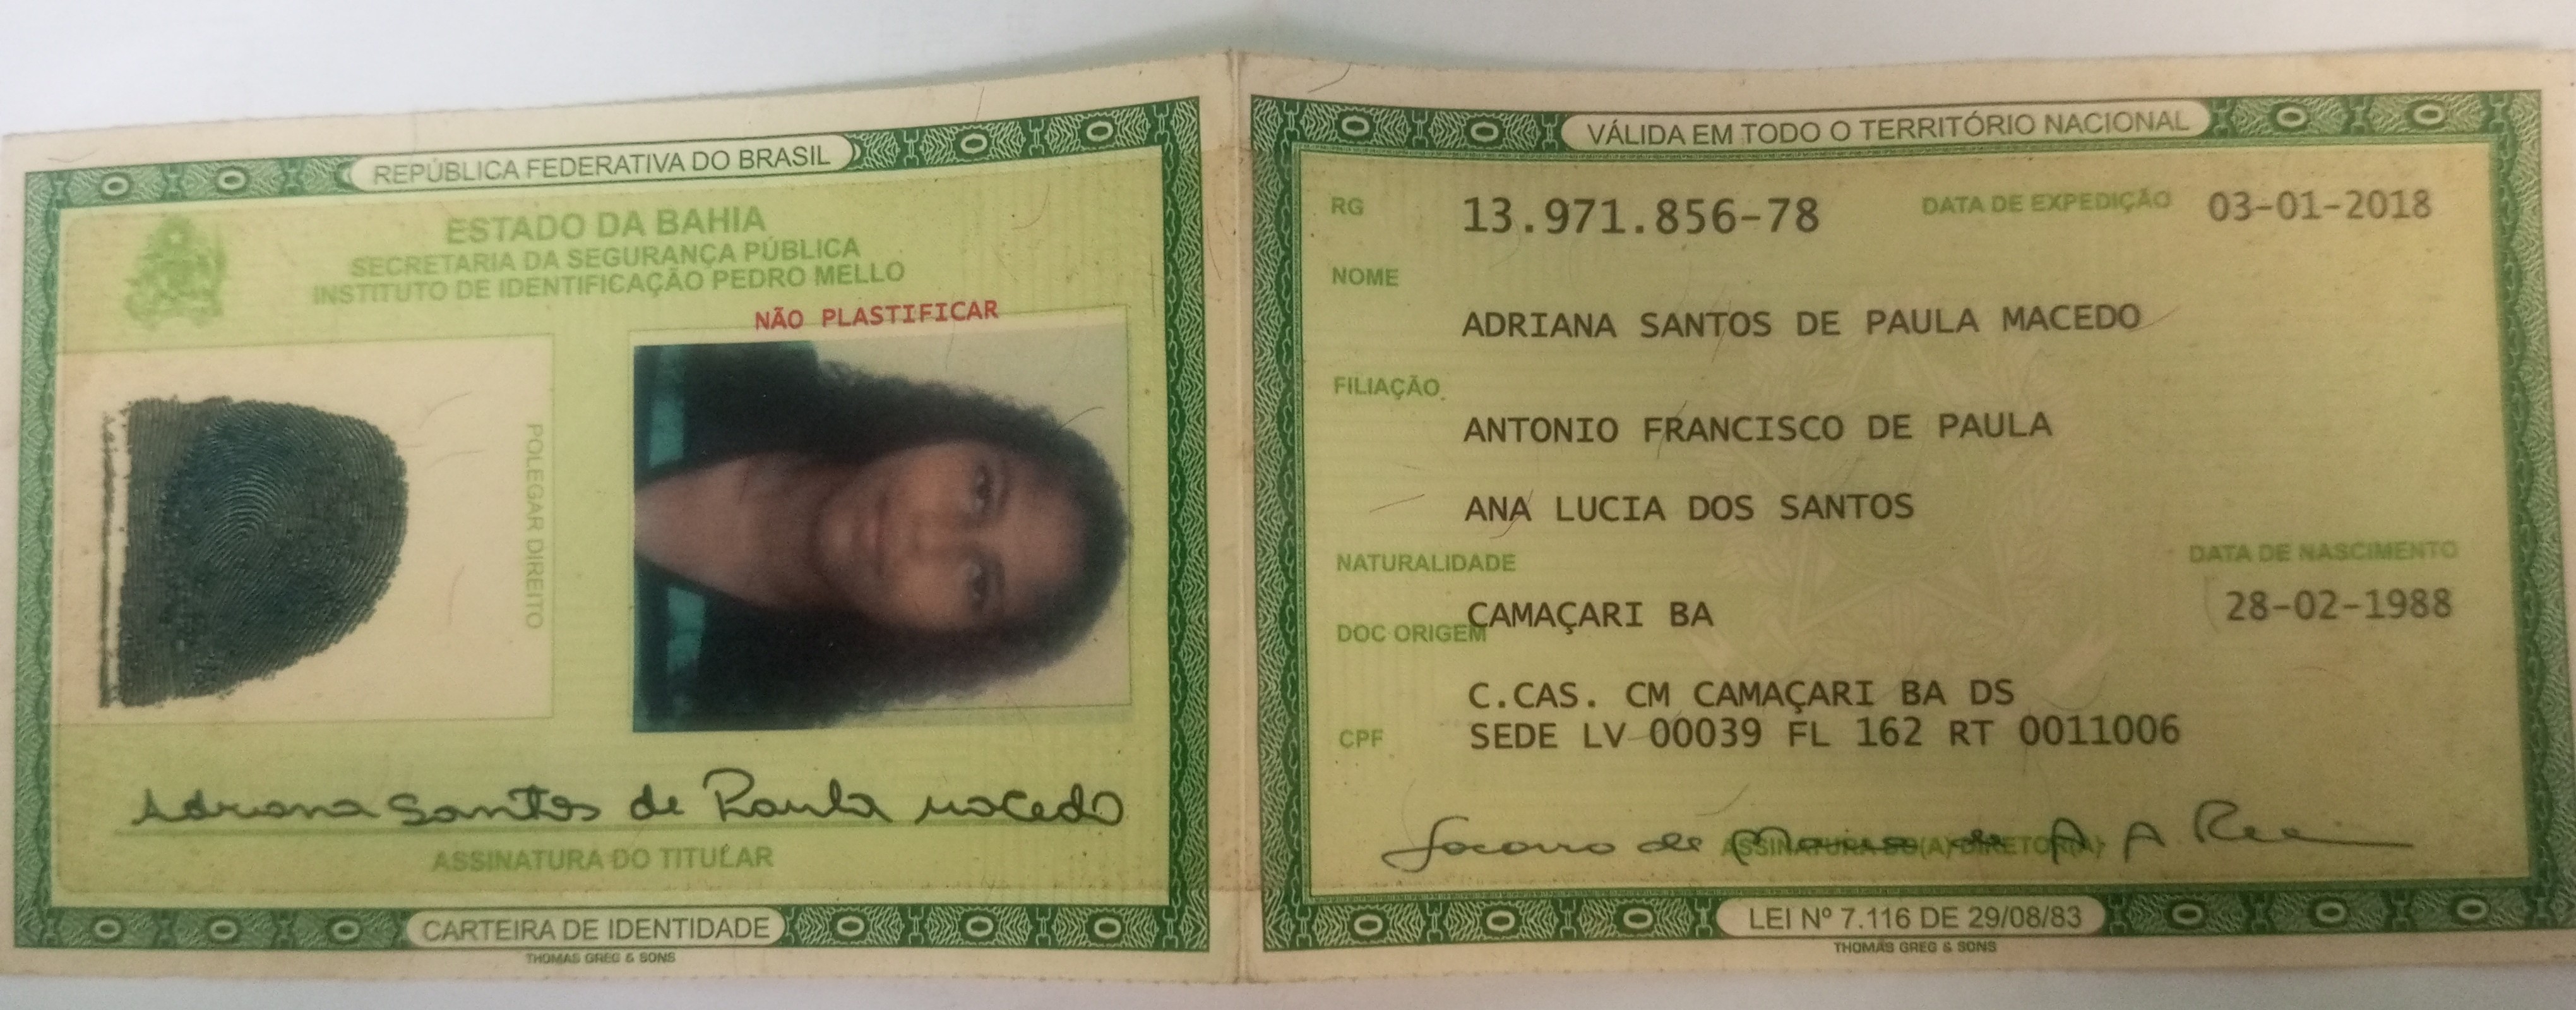 REPÚBLICA FEDERATIVA DO BRASIL
ESTADO DA BAHIA
SECRETARIA DA SEGURANÇA PÚBLICA
INSTITUTO DE IDENTIFICAÇÃO PEDRO MELLO
NÃO PLASTIFICAR
POLEGAR DIREITO
Adriana Santos de Paula Macedo
ASSINATURA DO TITULAR
CARTEIRA DE IDENTIDADE
THOMAS GREG & SONS
VÁLIDA EM TODO O TERRITÓRIO NACIONAL
RG 13.971.856-78 DATA DE EXPEDIÇÃO 03-01-2018
NOME
ADRIANA SANTOS DE PAULA MACEDO
FILIAÇÃO
ANTONIO FRANCISCO DE PAULA
ANA LUCIA DOS SANTOS
NATURALIDADE DATA DE NASCIMENTO
CAMAÇARI BA 28-02-1988
DOC ORIGEM
C.CAS. CM CAMAÇARI BA DS
CPF SEDE LV 00039 FL 162 RT 0011006
ASSINATURA DO(A) DIRETOR(A)
LEI Nº 7.116 DE 29/08/83
THOMAS GREG & SONS